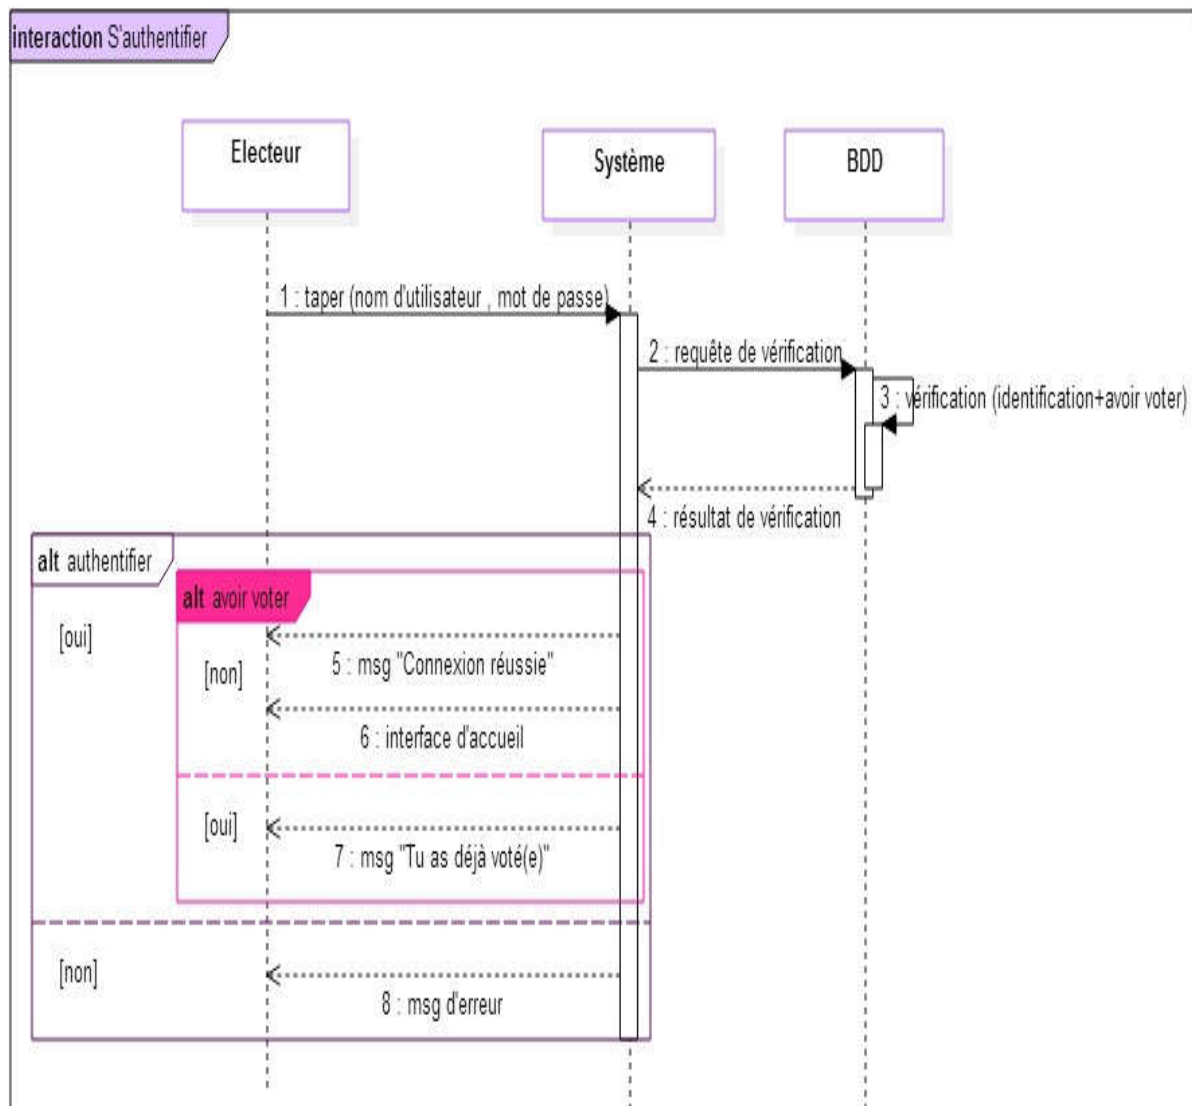 interaction S'authentifier
Electeur
Système
BDD
1 : taper (nom d'utilisateur , mot de passe)
2 : requête de vérification
3 : vérification (identification+avoir voter)
4 : résultat de vérification
alt authentifier
alt avoir voter
[oui]
5 : msg "Connexion réussie"
[non]
6 : interface d'accueil
[oui]
7 : msg "Tu as déjà voté(e)"
[non]
8 : msg d'erreur